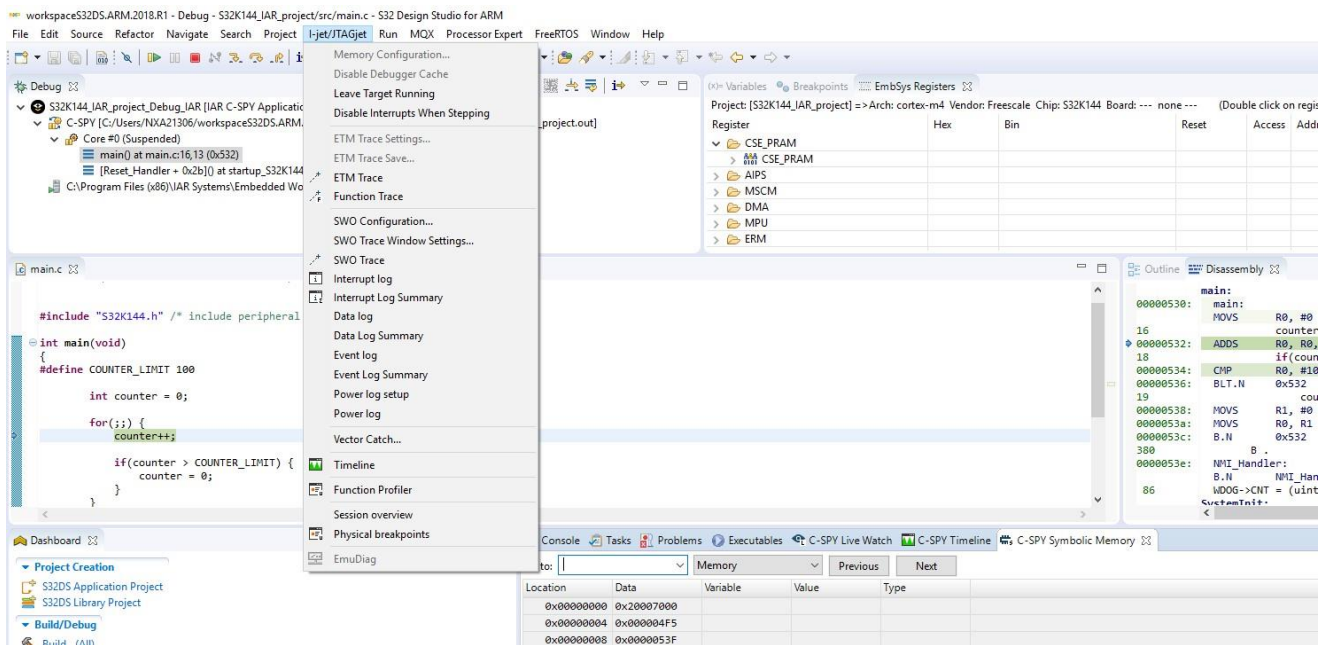 workspaceS32DS.ARM.2018.R1 - Debug - S32K144_IAR_project/src/main.c - S32 Design Studio for ARM
File Edit Source Refactor Navigate Search Project I-jet/JTAGjet Run MQX Processor Expert FreeRTOS Window Help
Memory Configuration...
Disable Debugger Cache
Leave Target Running
Disable Interrupts When Stepping
ETM Trace Settings...
ETM Trace Save...
ETM Trace
Function Trace
SWO Configuration...
SWO Trace Window Settings...
SWO Trace
Interrupt log
Interrupt Log Summary
Data log
Data Log Summary
Event log
Event Log Summary
Power log setup
Power log
Vector Catch...
Timeline
Function Profiler
Session overview
Physical breakpoints
EmuDiag
Debug
S32K144_IAR_project_Debug_IAR [IAR C-SPY Applicatio
C-SPY [C:/Users/NXA21306/workspaceS32DS.ARM. _project.out]
Core #0 (Suspended)
main() at main.c:16,13 (0x532)
[Reset_Handler + 0x2b]() at startup_S32K144
C:\Program Files (x86)\IAR Systems\Embedded Wo
(x)= Variables Breakpoints EmbSys Registers
Project: [S32K144_IAR_project] => Arch: cortex-m4 Vendor: Freescale Chip: S32K144 Board: --- none --- (Double click on regis
Register Hex Bin Reset Access Addr
CSE_PRAM
CSE_PRAM
AIPS
MSCM
DMA
MPU
ERM
main.c
#include "S32K144.h" /* include peripheral
int main(void)
{
#define COUNTER_LIMIT 100
int counter = 0;
for(;;) {
counter++;
if(counter > COUNTER_LIMIT) {
counter = 0;
}
}
Outline Disassembly
main:
00000530: main:
MOVS R0, #0
16 counter
00000532: ADDS R0, R0,
18 if(coun
00000534: CMP R0, #10
00000536: BLT.N 0x532
19 cou
00000538: MOVS R1, #0
0000053a: MOVS R0, R1
0000053c: B.N 0x532
380 B .
0000053e: NMI_Handler:
B.N NMI_Han
86 WDOG->CNT = (uint
SystemInit:
Dashboard
Project Creation
S32DS Application Project
S32DS Library Project
Build/Debug
Build (All)
Console Tasks Problems Executables C-SPY Live Watch C-SPY Timeline C-SPY Symbolic Memory
to: Memory Previous Next
Location Data Variable Value Type
0x00000000 0x20007000
0x00000004 0x000004F5
0x00000008 0x0000053F